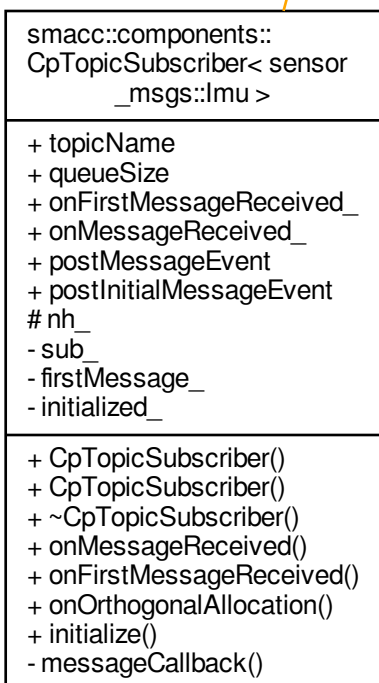 smacc::components::
CpTopicSubscriber< sensor
_msgs::Imu >
+ topicName
+ queueSize
+ onFirstMessageReceived_
+ onMessageReceived_
+ postMessageEvent
+ postInitialMessageEvent
# nh_
- sub_
- firstMessage_
- initialized_
+ CpTopicSubscriber()
+ CpTopicSubscriber()
+ ~CpTopicSubscriber()
+ onMessageReceived()
+ onFirstMessageReceived()
+ onOrthogonalAllocation()
+ initialize()
- messageCallback()